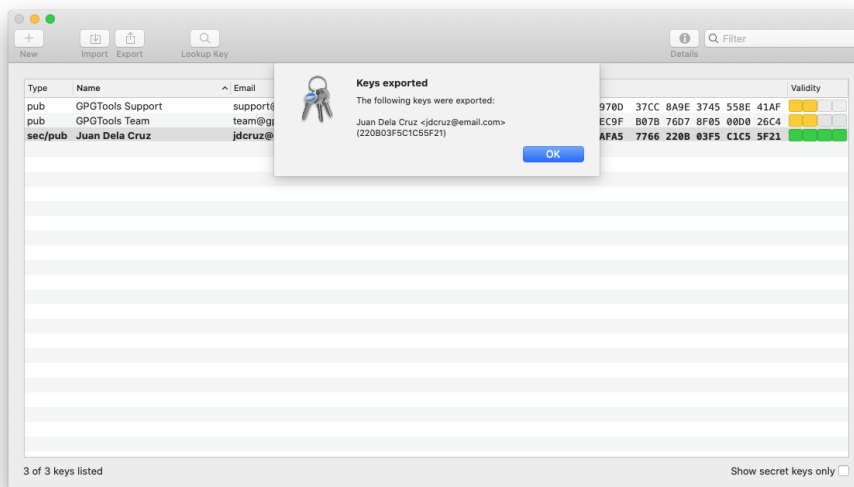 New
Import
Export
Lookup Key
Details
Filter
Keys exported
The following keys were exported:
Juan Dela Cruz <jdcruz@email.com>
(220B03F5C1C55F21)
OK
Type Name Email Validity
pub GPGTools Support support@ 970D 37CC 8A9E 3745 558E 41AF
pub GPGTools Team team@gp EC9F B07B 76D7 8F05 00D0 26C4
sec/pub Juan Dela Cruz jdcruz@ AFA5 7766 220B 03F5 C1C5 5F21
3 of 3 keys listed
Show secret keys only